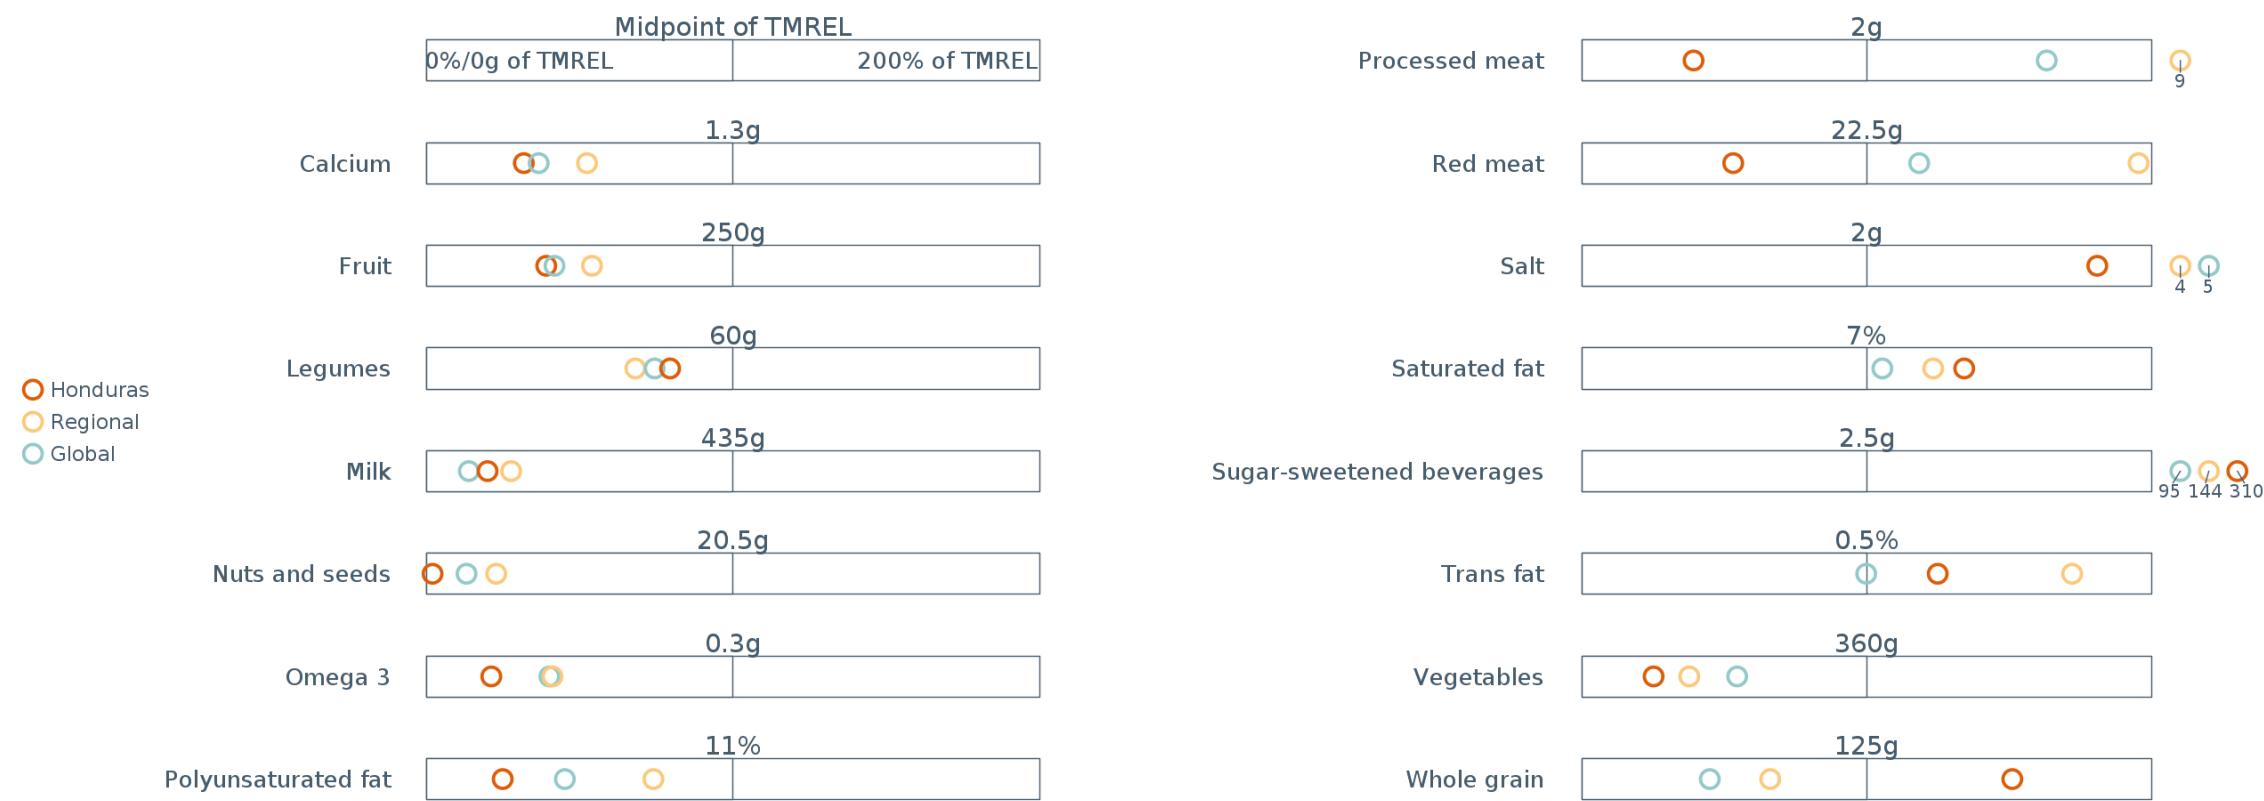 Midpoint of TMREL
0%/0g of TMREL
200% of TMREL
1.3g
Calcium
250g
Fruit
60g
Legumes
435g
Milk
20.5g
Nuts and seeds
0.3g
Omega 3
11%
Polyunsaturated fat
Honduras
Regional
Global
2g
Processed meat
9
22.5g
Red meat
2g
Salt
4 5
7%
Saturated fat
2.5g
Sugar-sweetened beverages
95 144 310
0.5%
Trans fat
360g
Vegetables
125g
Whole grain